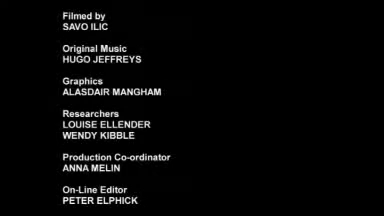 Filmed by
SAVO ILIC
Original Music
HUGO JEFFREYS
Graphics
ALASDAIR MANGHAM
Researchers
LOUISE ELLENDER
WENDY KIBBLE
Production Co-ordinator
ANNA MELIN
On-Line Editor
PETER ELPHICK